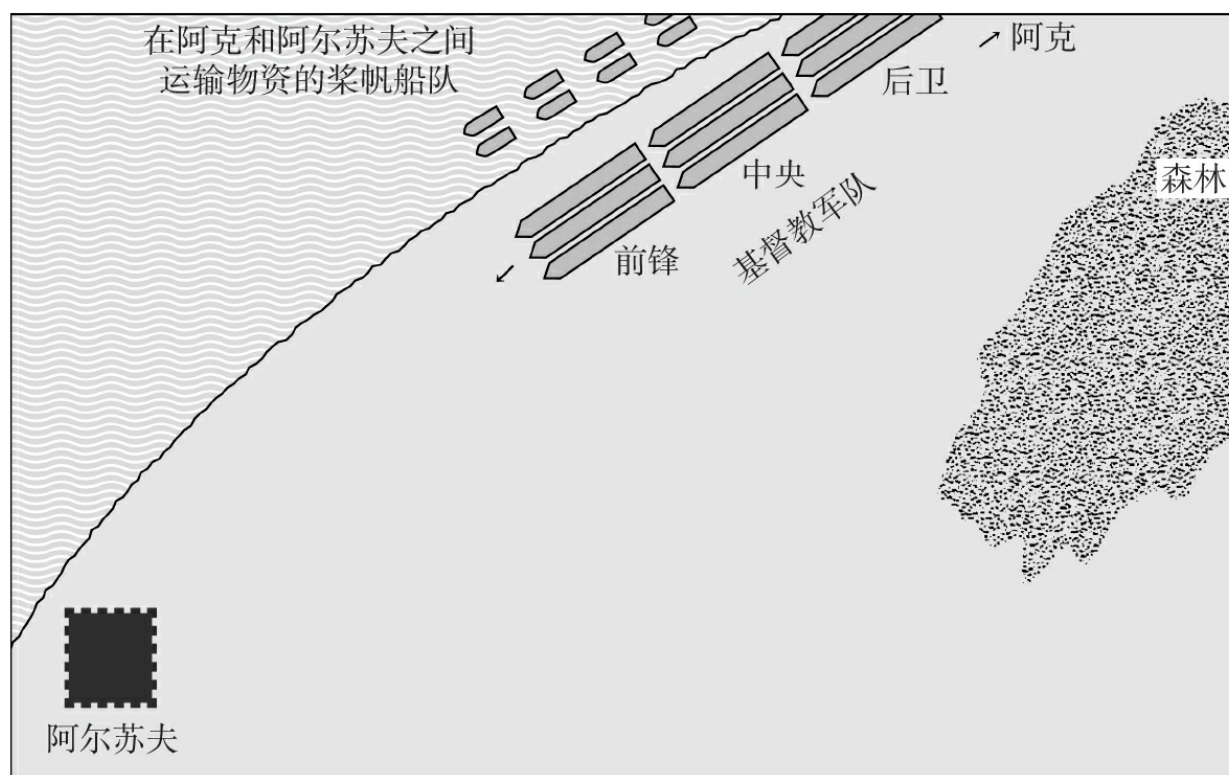 在阿克和阿尔苏夫之间
运输物资的桨帆船队
阿克
后卫
森林
中央
基督教军队
前锋
阿尔苏夫